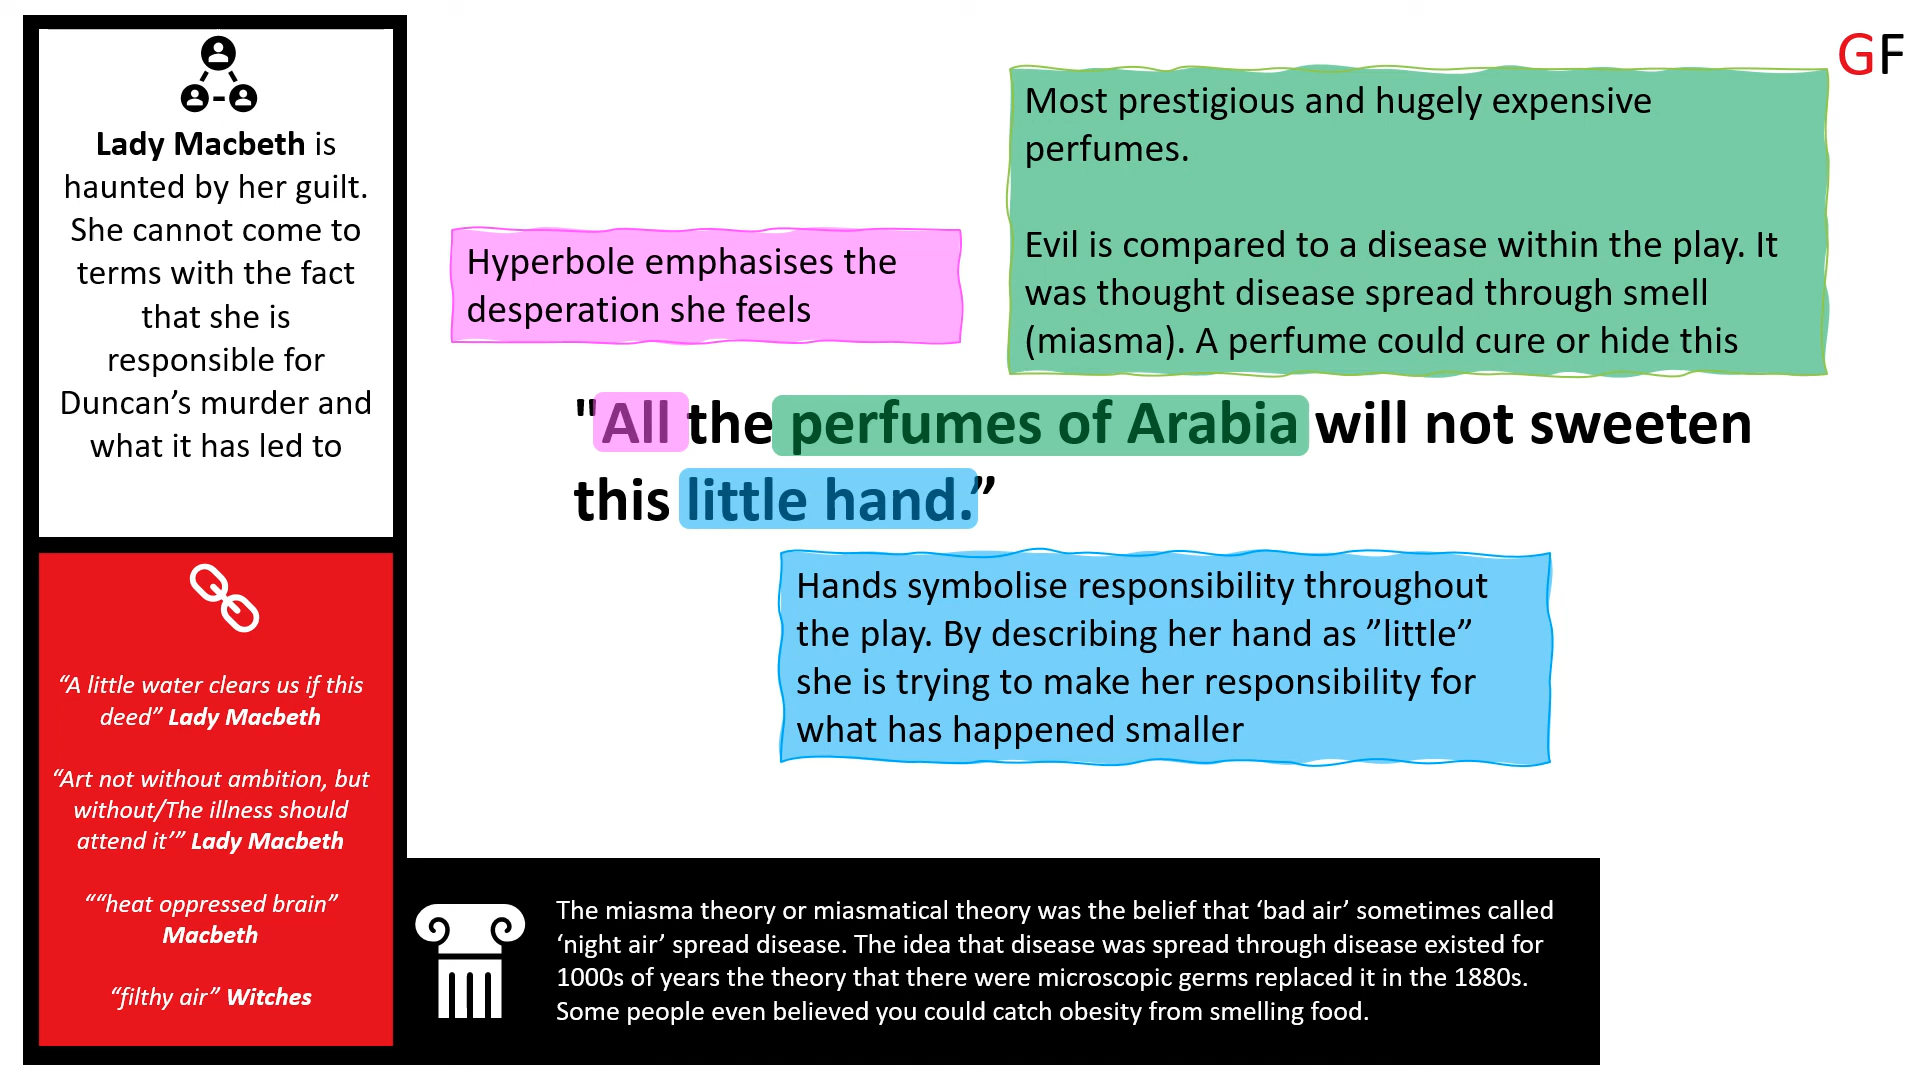 GF
Lady Macbeth is
haunted by her guilt.
She cannot come to
terms with the fact
that she is
responsible for
Duncan’s murder and
what it has led to
“A little water clears us if this
deed” Lady Macbeth
“Art not without ambition, but
without/The illness should
attend it’” Lady Macbeth
““heat oppressed brain”
Macbeth
“filthy air” Witches
Hyperbole emphasises the
desperation she feels
Most prestigious and hugely expensive
perfumes.
Evil is compared to a disease within the play. It
was thought disease spread through smell
(miasma). A perfume could cure or hide this
"All the perfumes of Arabia will not sweeten
this little hand.”
Hands symbolise responsibility throughout
the play. By describing her hand as ”little”
she is trying to make her responsibility for
what has happened smaller
The miasma theory or miasmatical theory was the belief that ‘bad air’ sometimes called
‘night air’ spread disease. The idea that disease was spread through disease existed for
1000s of years the theory that there were microscopic germs replaced it in the 1880s.
Some people even believed you could catch obesity from smelling food.